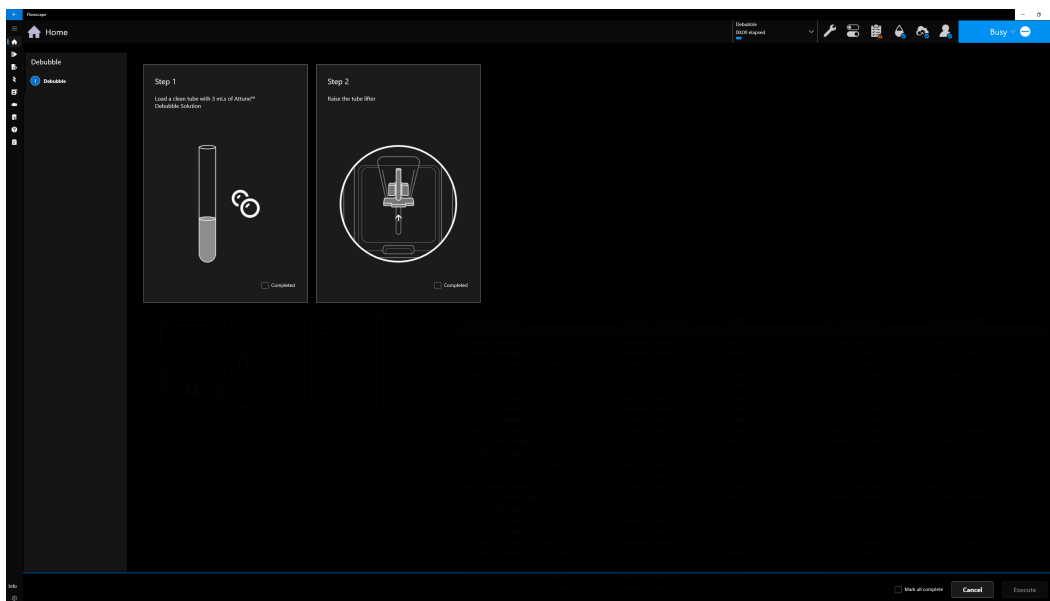 Flowscape
Home
Debubble
00:00 elapsed
Busy
Debubble
1 Debubble
Step 1
Load a clean tube with 3 mLs of Attune™
Debubble Solution
Completed
Step 2
Raise the tube lifter
Completed
Info
Mark all complete
Cancel
Execute